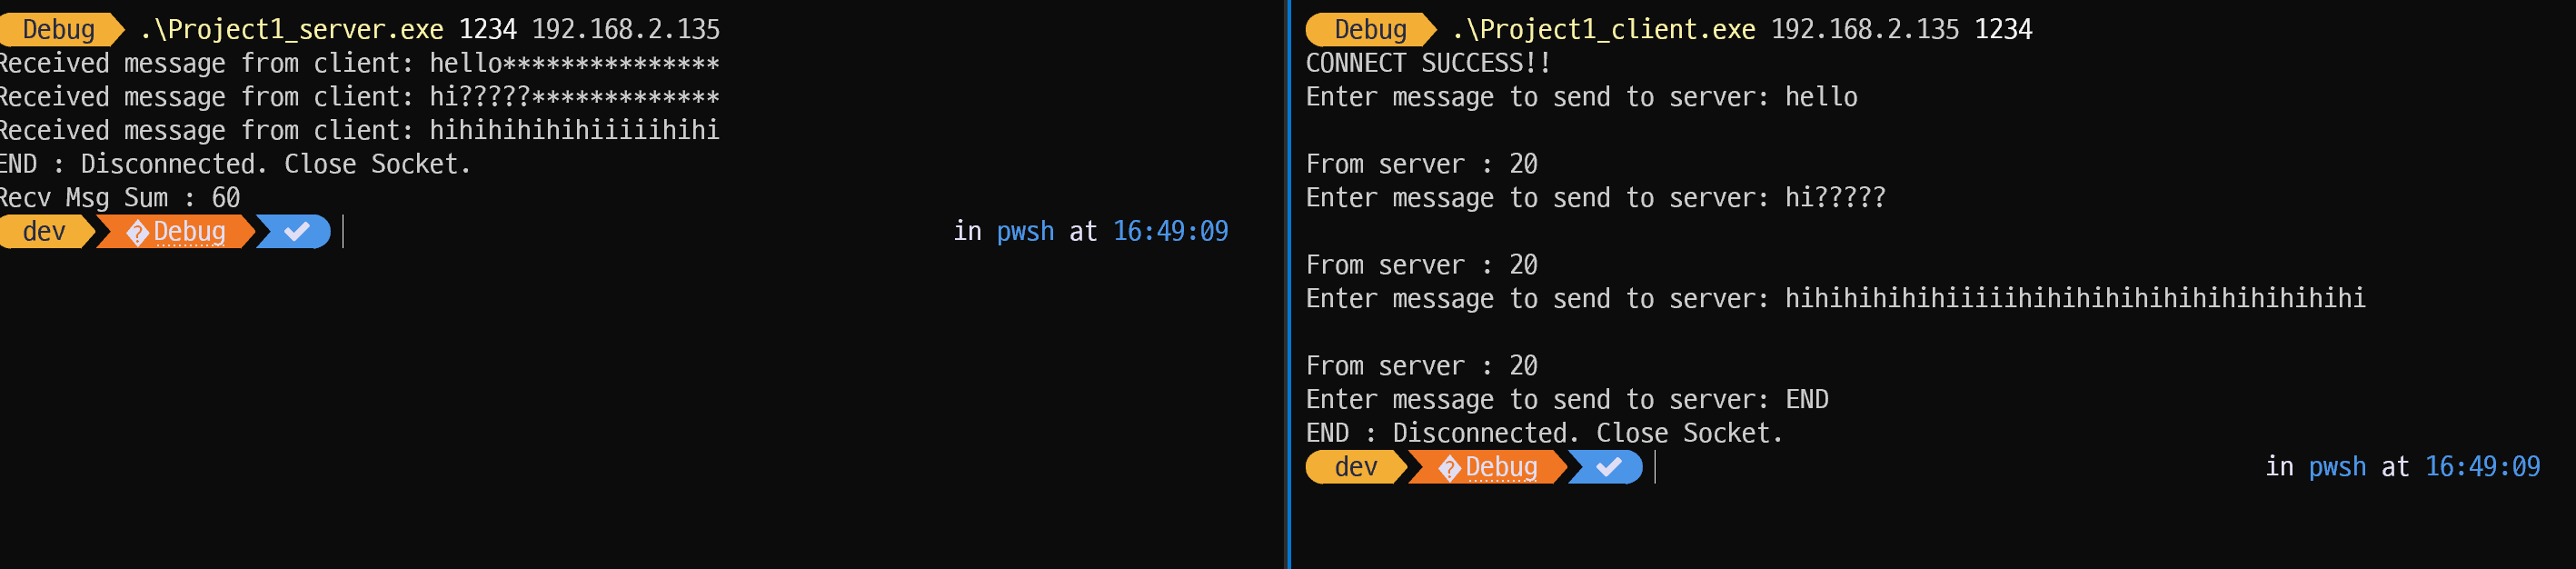 Debug .\Project1_server.exe 1234 192.168.2.135
Received message from client: hello***************
Received message from client: hi?????*************
Received message from client: hihihihihihiiiiihihi
END : Disconnected. Close Socket.
Recv Msg Sum : 60
dev Debug in pwsh at 16:49:09
Debug .\Project1_client.exe 192.168.2.135 1234
CONNECT SUCCESS!!
Enter message to send to server: hello
From server : 20
Enter message to send to server: hi?????
From server : 20
Enter message to send to server: hihihihihihiiiiihihihihihihihihihihihihi
From server : 20
Enter message to send to server: END
END : Disconnected. Close Socket.
dev Debug in pwsh at 16:49:09